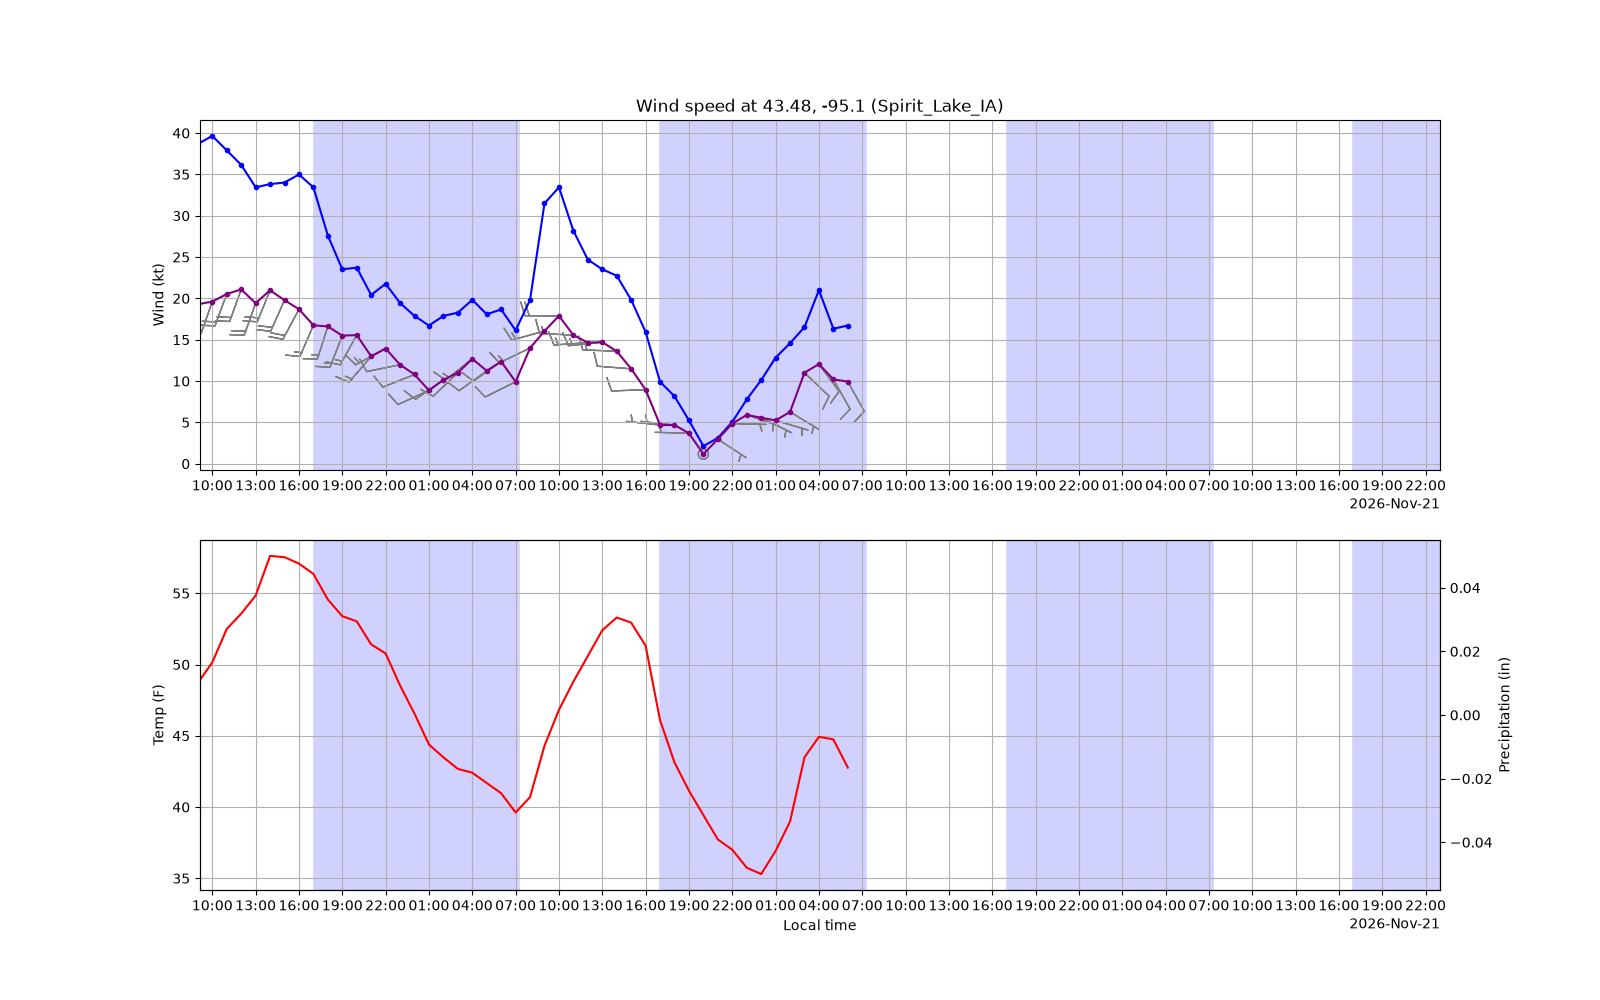 Wind speed at 43.48, -95.1 (Spirit_Lake_IA)
Wind (kt)
40
35
30
25
20
15
10
5
0
10:00 13:00 16:00 19:00 22:00 01:00 04:00 07:00 10:00 13:00 16:00 19:00 22:00 01:00 04:00 07:00 10:00 13:00 16:00 19:00 22:00 01:00 04:00 07:00 10:00 13:00 16:00 19:00 22:00
2026-Nov-21
Temp (F)
55
50
45
40
35
0.04
0.02
0.00
−0.02
−0.04
Precipitation (in)
10:00 13:00 16:00 19:00 22:00 01:00 04:00 07:00 10:00 13:00 16:00 19:00 22:00 01:00 04:00 07:00 10:00 13:00 16:00 19:00 22:00 01:00 04:00 07:00 10:00 13:00 16:00 19:00 22:00
Local time
2026-Nov-21